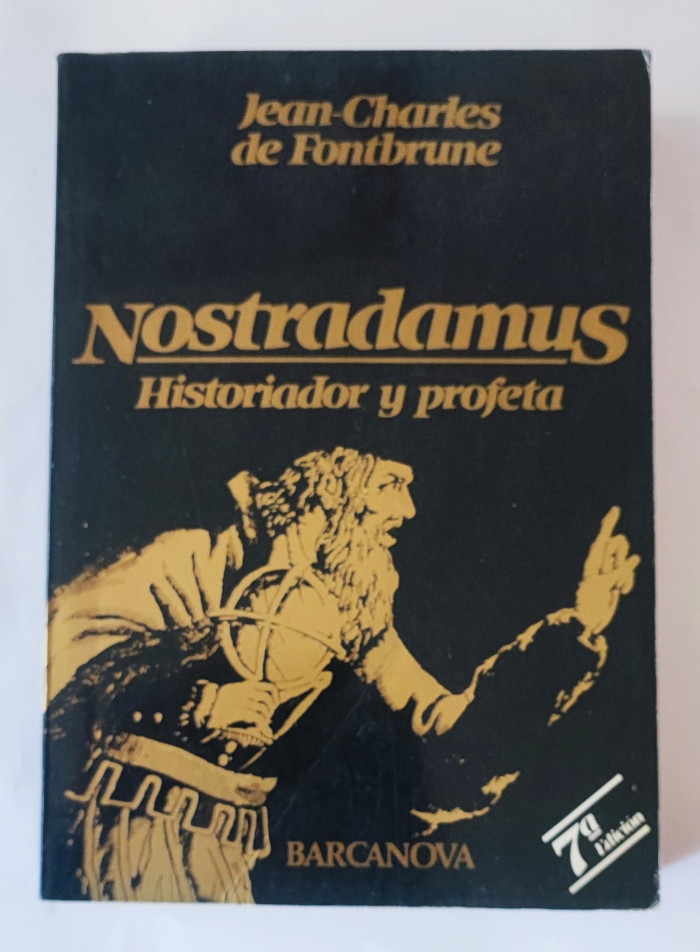 Jean-Charles
de Fontbrune
Nostradamus
Historiador y profeta
BARCANOVA
7ª Edición